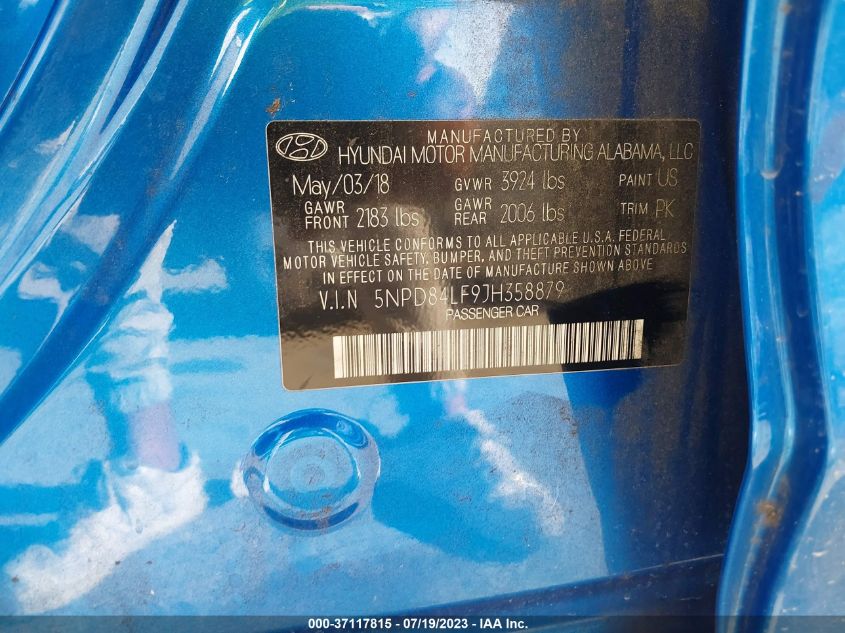 MANUFACTURED BY
HYUNDAI MOTOR MANUFACTURING ALABAMA, LLC
May/03/18 GVWR 3924 lbs PAINT US
GAWR FRONT 2183 lbs GAWR REAR 2006 lbs TRIM PK
THIS VEHICLE CONFORMS TO ALL APPLICABLE U.S.A. FEDERAL
MOTOR VEHICLE SAFETY, BUMPER, AND THEFT PREVENTION STANDARDS
IN EFFECT ON THE DATE OF MANUFACTURE SHOWN ABOVE
V.I.N 5NPD84LF9JH358879
PASSENGER CAR
000-37117815 / 07/19/2023 - IAA Inc.